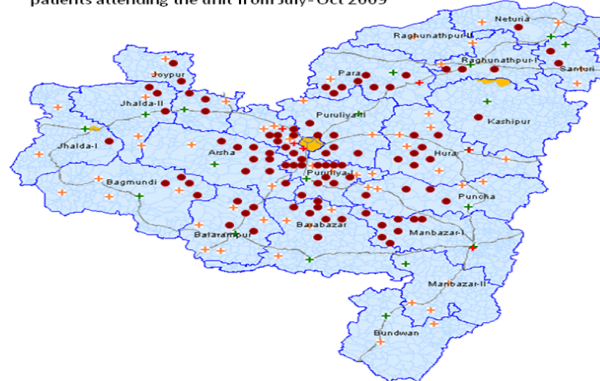 patients attending the unit from July- Oct 2009
Neturia
Raghunathpur-II
Raghunathpur-I
Santuri
Joypur
Para
Jhalda-II
Puruliya-II
Kashipur
Jhalda-I
Arsha
Hura
Puruliya-I
Bagmundi
Puncha
Balarampur
Barabazar
Manbazar-I
Manbazar-II
Bundwan